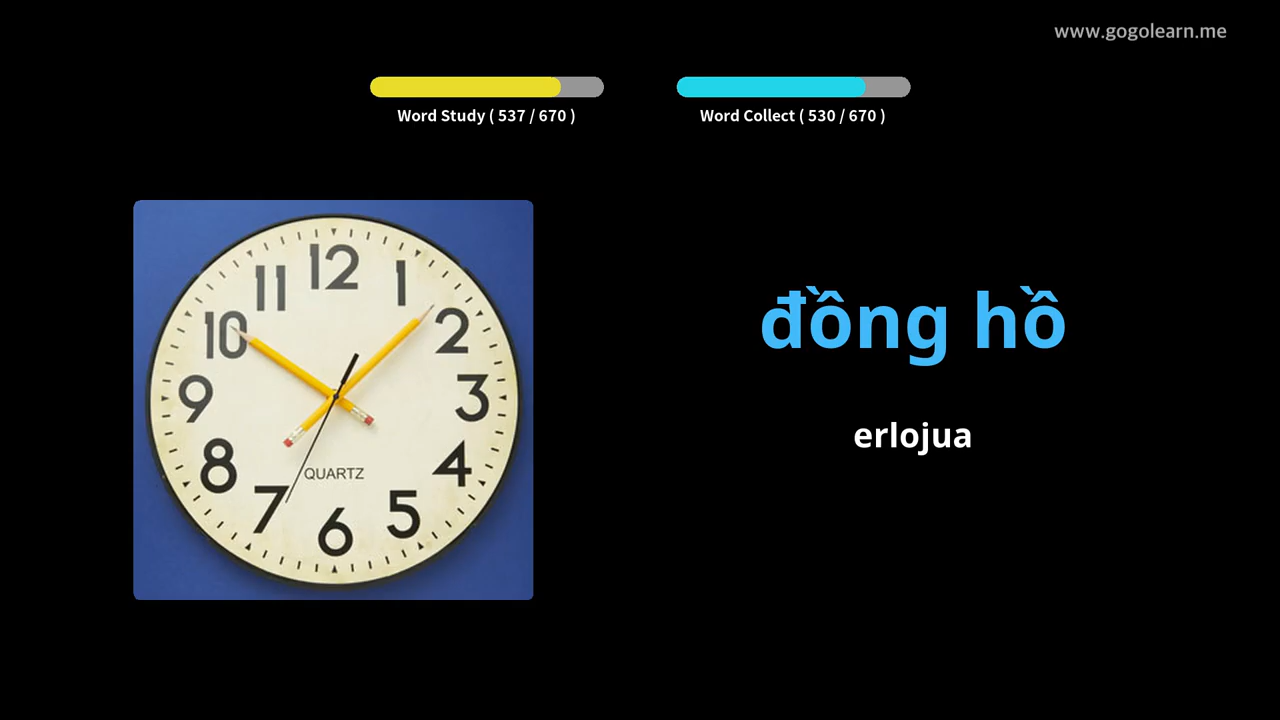 www.gogolearn.me
Word Study ( 537 / 670 )
Word Collect ( 530 / 670 )
12
11
1
10
2
9
3
8
4
QUARTZ
7
5
6
đồng hồ
erlojua